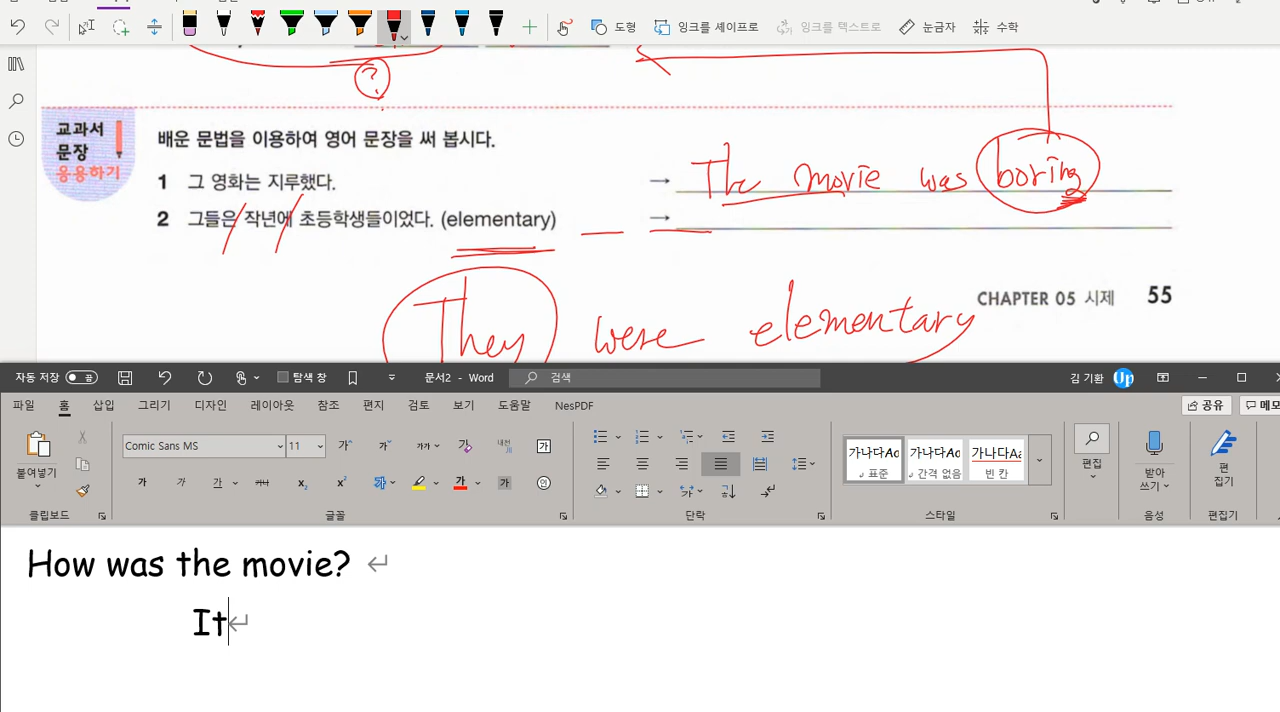 도형
잉크를 셰이프로
잉크를 텍스트로
눈금자
수학
?
교과서
문장
응용하기
배운 문법을 이용하여 영어 문장을 써 봅시다.
1 그 영화는 지루했다. → The movie was boring
2 그들은 작년에 초등학생들이었다. (elementary) →
CHAPTER 05 시제 55
They were elementary
자동 저장 끔
탐색 창
문서2 - Word
검색
김 기환
Up
파일 홈 삽입 그리기 디자인 레이아웃 참조 편지 검토 보기 도움말 NesPDF
공유
메모
붙여넣기
Comic Sans MS 11
가나다
표준
간격 없음
빈 칸
편집
받아
쓰기
편
집기
클립보드 글꼴 단락 스타일 음성 편집기
How was the movie?
It